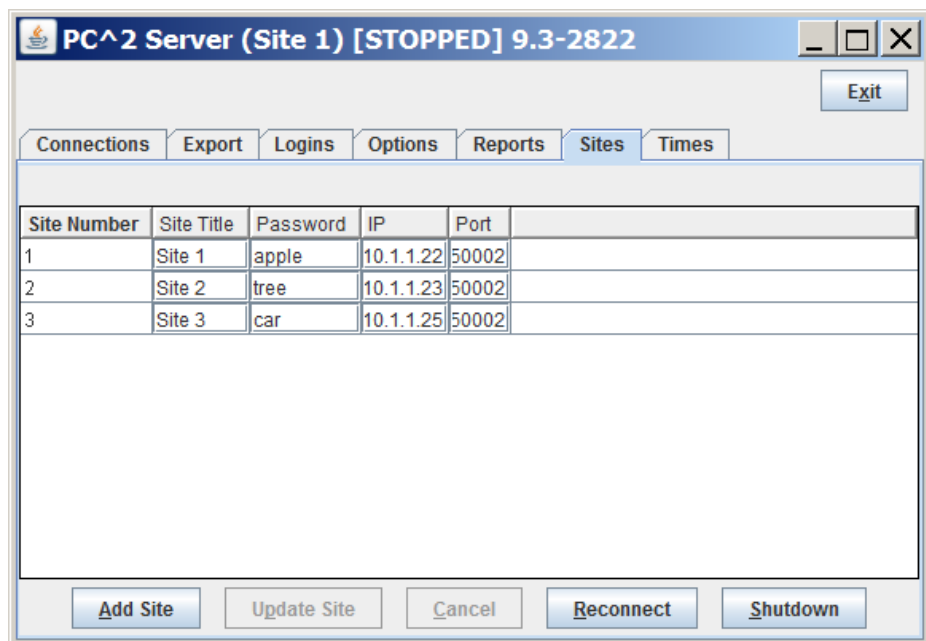 PC^2 Server (Site 1) [STOPPED] 9.3-2822
Exit
Connections Export Logins Options Reports Sites Times
Site Number Site Title Password IP Port
1 Site 1 apple 10.1.1.22 50002
2 Site 2 tree 10.1.1.23 50002
3 Site 3 car 10.1.1.25 50002
Add Site Update Site Cancel Reconnect Shutdown